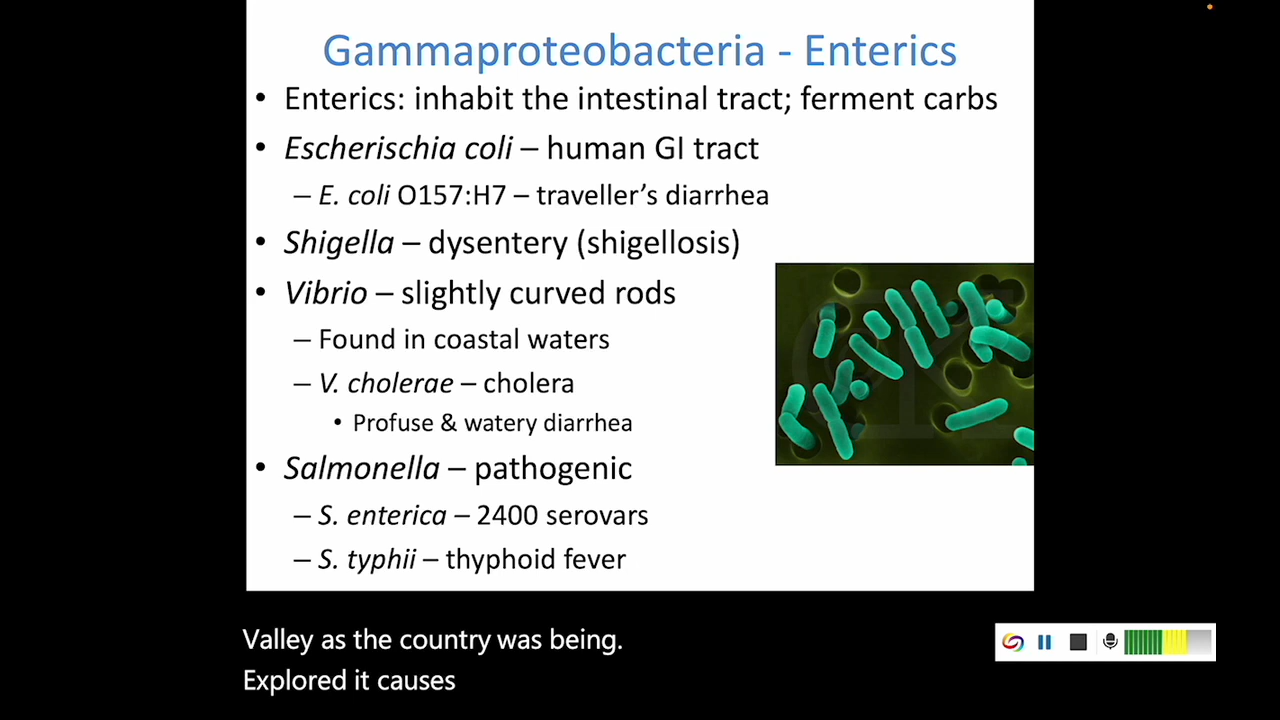 Gammaproteobacteria - Enterics
• Enterics: inhabit the intestinal tract; ferment carbs
• Escherischia coli – human GI tract
– E. coli O157:H7 – traveller’s diarrhea
• Shigella – dysentery (shigellosis)
• Vibrio – slightly curved rods
– Found in coastal waters
– V. cholerae – cholera
• Profuse & watery diarrhea
• Salmonella – pathogenic
– S. enterica – 2400 serovars
– S. typhii – thyphoid fever
Valley as the country was being.
Explored it causes